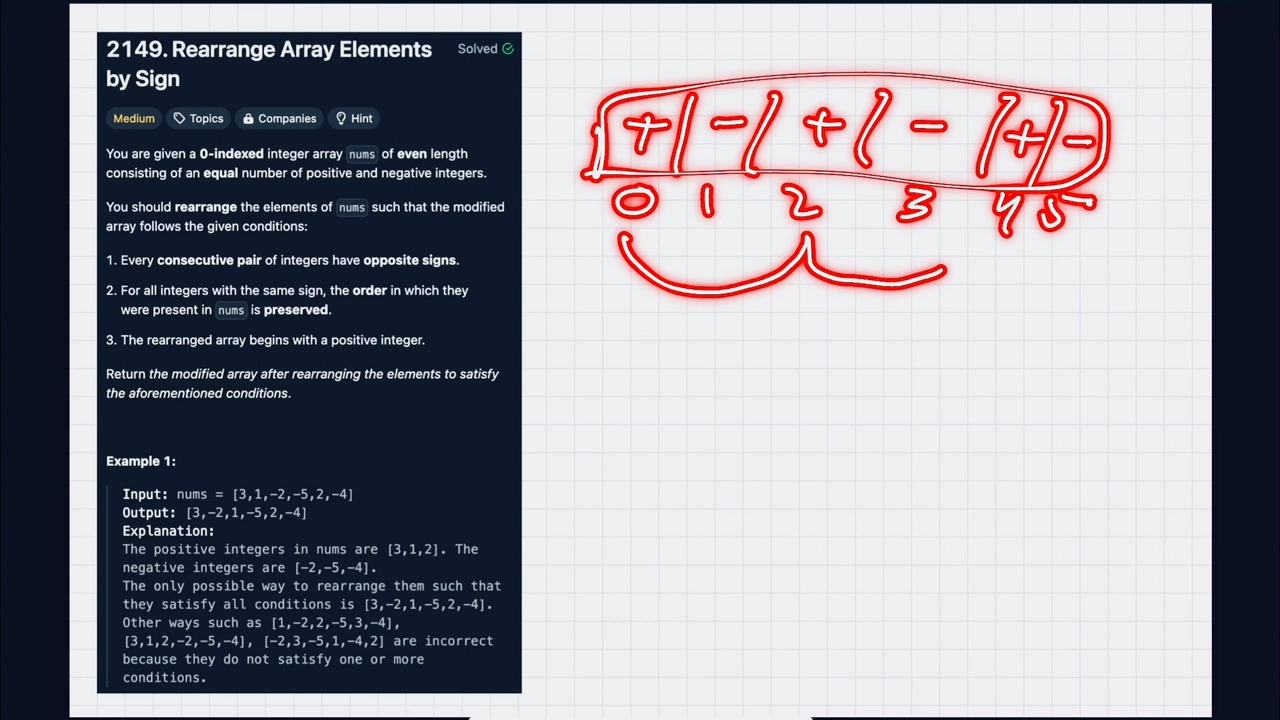 2149. Rearrange Array Elements
by Sign
Solved
Medium
Topics
Companies
Hint
You are given a 0-indexed integer array nums of even length
consisting of an equal number of positive and negative integers.
You should rearrange the elements of nums such that the modified
array follows the given conditions:
1. Every consecutive pair of integers have opposite signs.
2. For all integers with the same sign, the order in which they
were present in nums is preserved.
3. The rearranged array begins with a positive integer.
Return the modified array after rearranging the elements to satisfy
the aforementioned conditions.
Example 1:
Input: nums = [3,1,-2,-5,2,-4]
Output: [3,-2,1,-5,2,-4]
Explanation:
The positive integers in nums are [3,1,2]. The
negative integers are [-2,-5,-4].
The only possible way to rearrange them such that
they satisfy all conditions is [3,-2,1,-5,2,-4].
Other ways such as [1,-2,2,-5,3,-4],
[3,1,2,-2,-5,-4], [-2,3,-5,1,-4,2] are incorrect
because they do not satisfy one or more
conditions.
+ | - | + | - | + | -
0 1 2 3 4 5